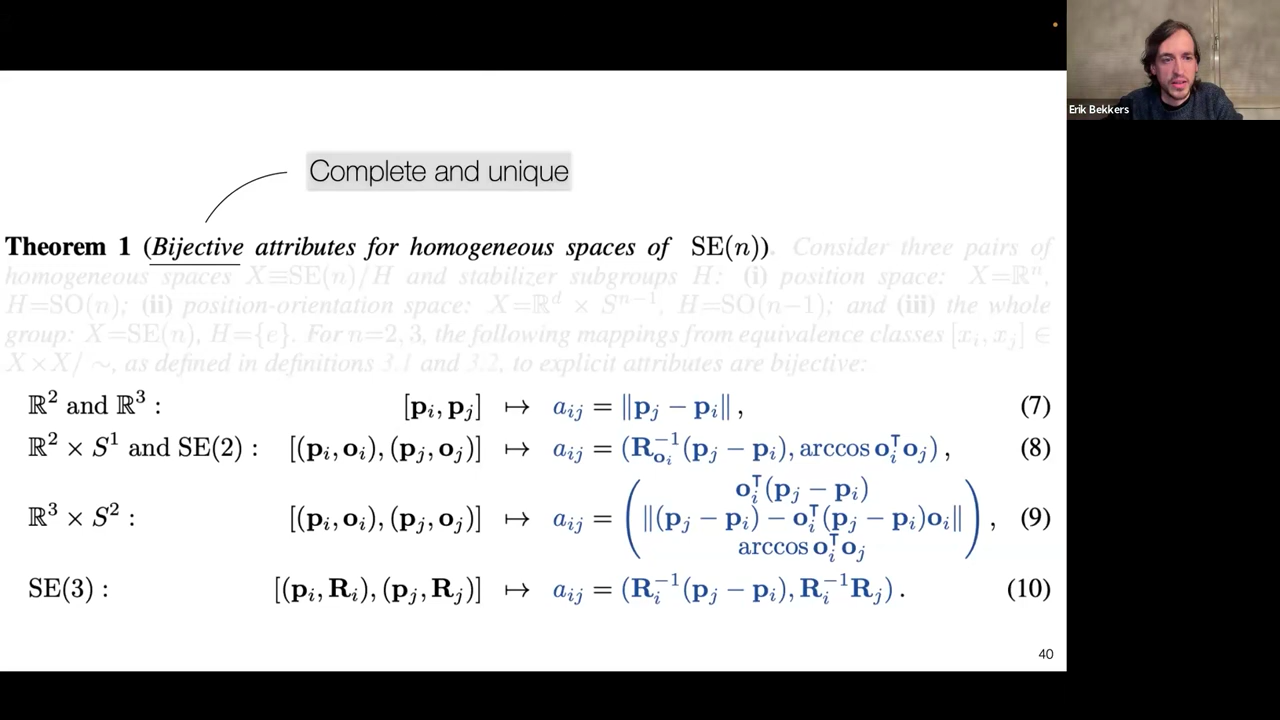 Erik Bekkers
Complete and unique
Theorem 1 (Bijective attributes for homogeneous spaces of SE(n)). Consider three pairs of
homogeneous spaces X≡SE(n)/H and stabilizer subgroups H: (i) position space: X=ℝⁿ,
H=SO(n); (ii) position-orientation space: X=ℝᵈ × Sⁿ⁻¹, H=SO(n−1); and (iii) the whole
group: X=SE(n), H={e}. For n=2, 3, the following mappings from equivalence classes [xᵢ, xⱼ] ∈
X×X/ ∼, as defined in definitions 3.1 and 3.2, to explicit attributes are bijective:
ℝ² and ℝ³ : [pᵢ, pⱼ] ↦ aᵢⱼ = ‖pⱼ − pᵢ‖ , (7)
ℝ² × S¹ and SE(2) : [(pᵢ, oᵢ), (pⱼ, oⱼ)] ↦ aᵢⱼ = (R_{oᵢ}⁻¹(pⱼ − pᵢ), arccos oᵢᵀoⱼ) , (8)
oᵢᵀ(pⱼ − pᵢ)
ℝ³ × S² : [(pᵢ, oᵢ), (pⱼ, oⱼ)] ↦ aᵢⱼ = ( ‖(pⱼ − pᵢ) − oᵢᵀ(pⱼ − pᵢ)oᵢ‖ ) , (9)
arccos oᵢᵀoⱼ
SE(3) : [(pᵢ, Rᵢ), (pⱼ, Rⱼ)] ↦ aᵢⱼ = (Rᵢ⁻¹(pⱼ − pᵢ), Rᵢ⁻¹Rⱼ) . (10)
40